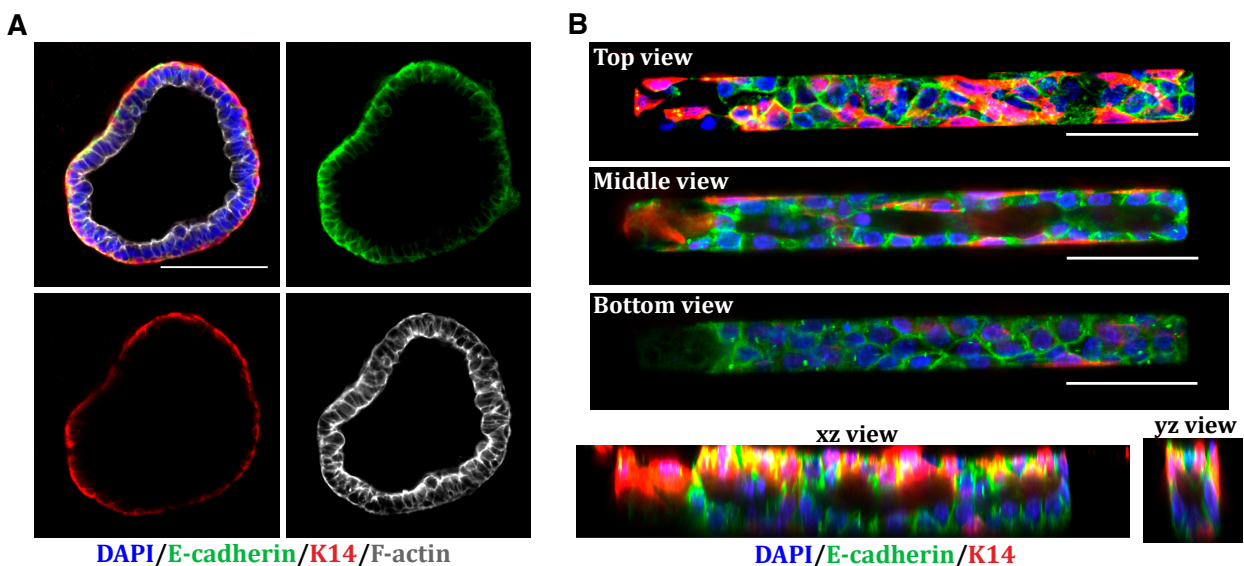 A
B
Top view
Middle view
Bottom view
xz view
yz view
DAPI/E-cadherin/K14/F-actin
DAPI/E-cadherin/K14